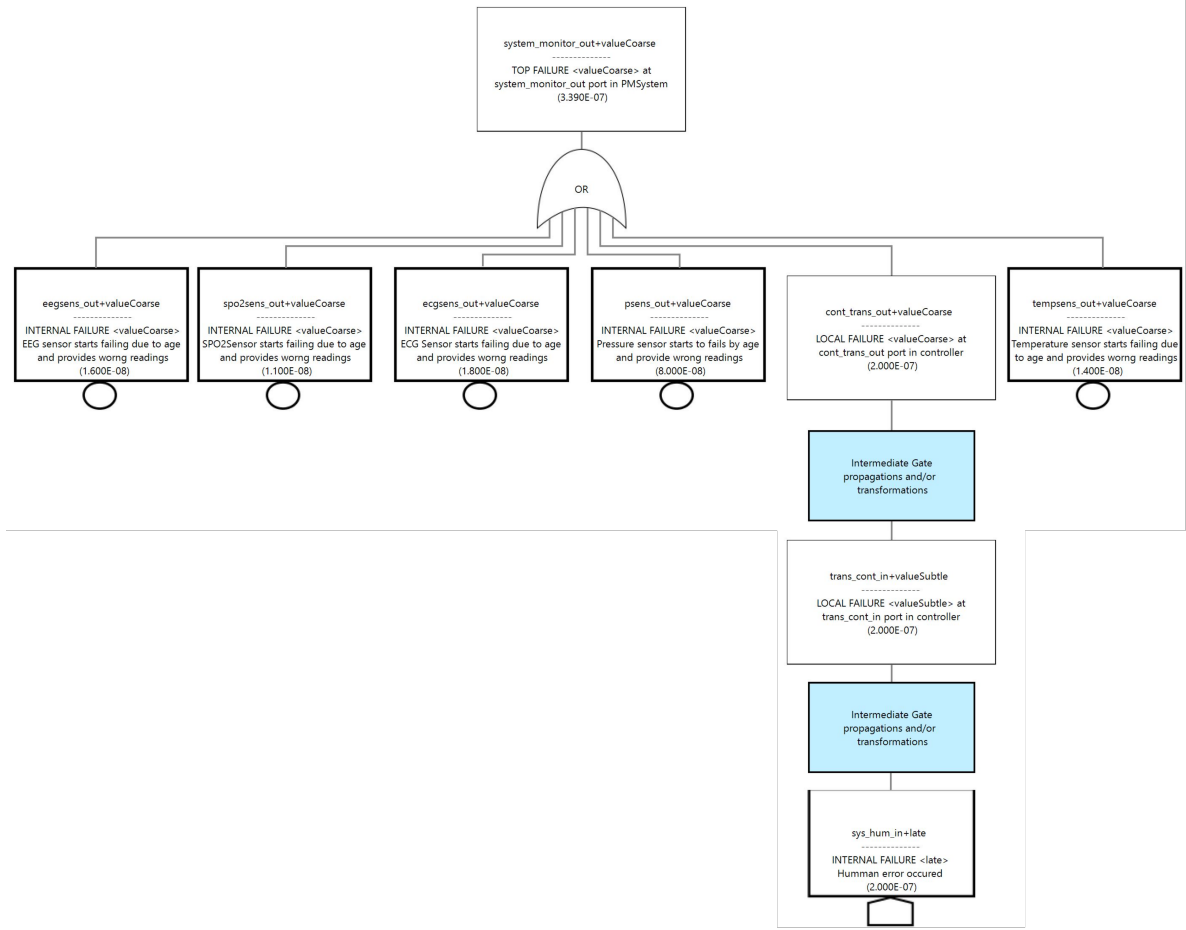 system_monitor_out+valueCoarse
--------------
TOP FAILURE <valueCoarse> at
system_monitor_out port in PMSystem
(3.390E-07)
OR
eegsens_out+valueCoarse
--------------
INTERNAL FAILURE <valueCoarse>
EEG Sensor starts failing due to age
and provides worng readings
(1.600E-08)
spo2sens_out+valueCoarse
--------------
INTERNAL FAILURE <valueCoarse>
SPO2Sensor starts failing due to age
and provides worng readings
(1.100E-08)
ecgsens_out+valueCoarse
--------------
INTERNAL FAILURE <valueCoarse>
ECG Sensor starts failing due to age
and provides worng readings
(1.800E-08)
psens_out+valueCoarse
--------------
INTERNAL FAILURE <valueCoarse>
Pressure sensor starts to fails by age
and provide worng readings
(8.000E-08)
cont_trans_out+valueCoarse
--------------
LOCAL FAILURE <valueCoarse> at
cont_trans_out port in controller
(2.000E-07)
tempsens_out+valueCoarse
--------------
INTERNAL FAILURE <valueCoarse>
Temperature sensor starts failing due
to age and provides worng readings
(1.400E-08)
Intermediate Gate
propagations and/or
transformations
trans_cont_in+valueSubtle
--------------
LOCAL FAILURE <valueSubtle> at
trans_cont_in port in controller
(2.000E-07)
Intermediate Gate
propagations and/or
transformations
sys_hum_in+late
--------------
INTERNAL FAILURE <late>
Humman error occured
(2.000E-07)